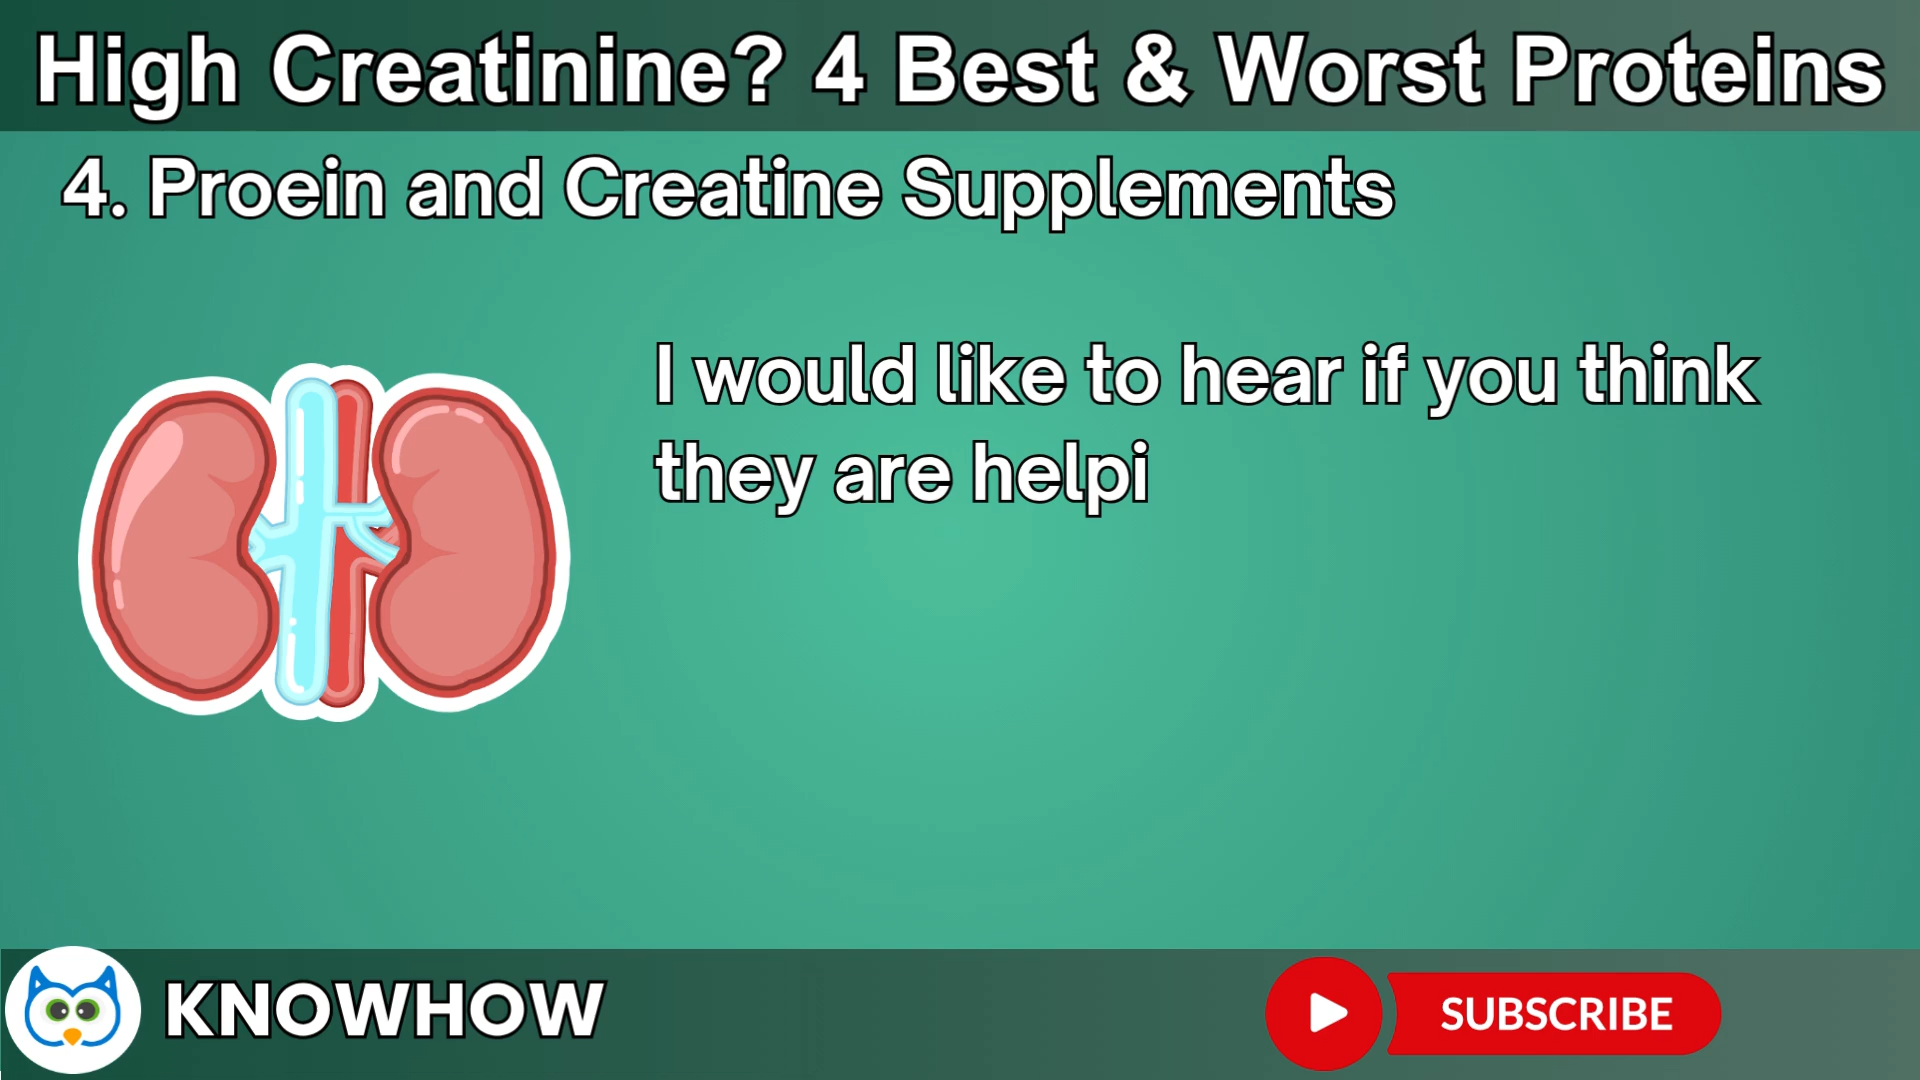 High Creatinine? 4 Best & Worst Proteins
4. Proein and Creatine Supplements
I would like to hear if you think
they are helpi
KNOWHOW
SUBSCRIBE